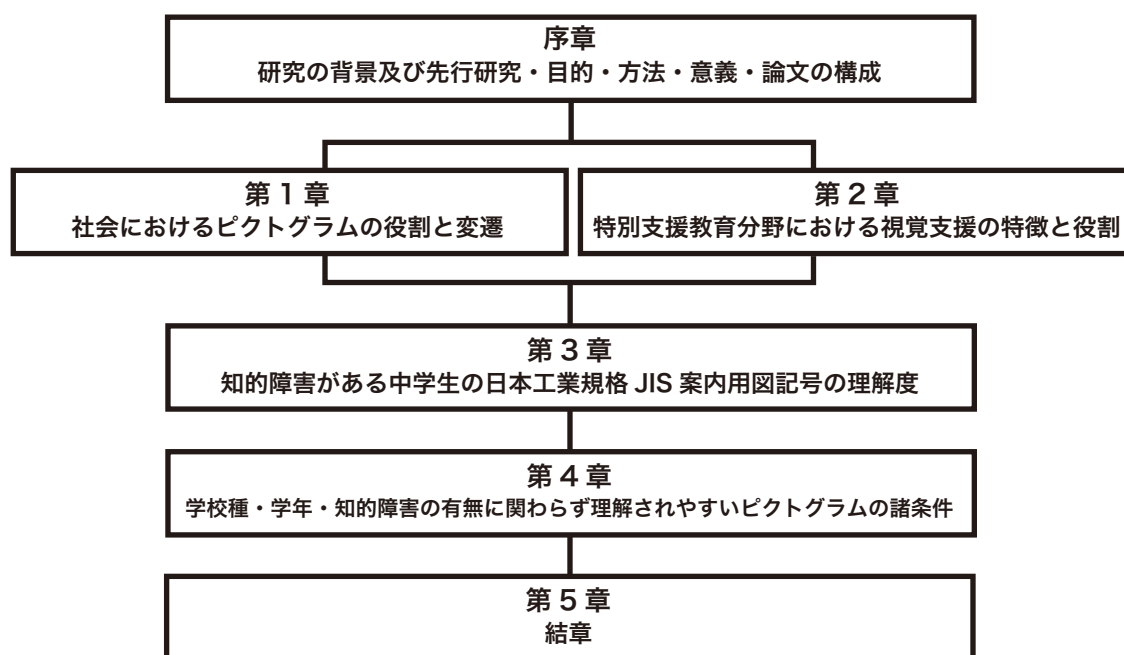 序章
研究の背景及び先行研究・目的・方法・意義・論文の構成
第 1 章
社会におけるピクトグラムの役割と変遷
第 2 章
特別支援教育分野における視覚支援の特徴と役割
第 3 章
知的障害がある中学生の日本工業規格 JIS 案内用図記号の理解度
第 4 章
学校種・学年・知的障害の有無に関わらず理解されやすいピクトグラムの諸条件
第 5 章
結章